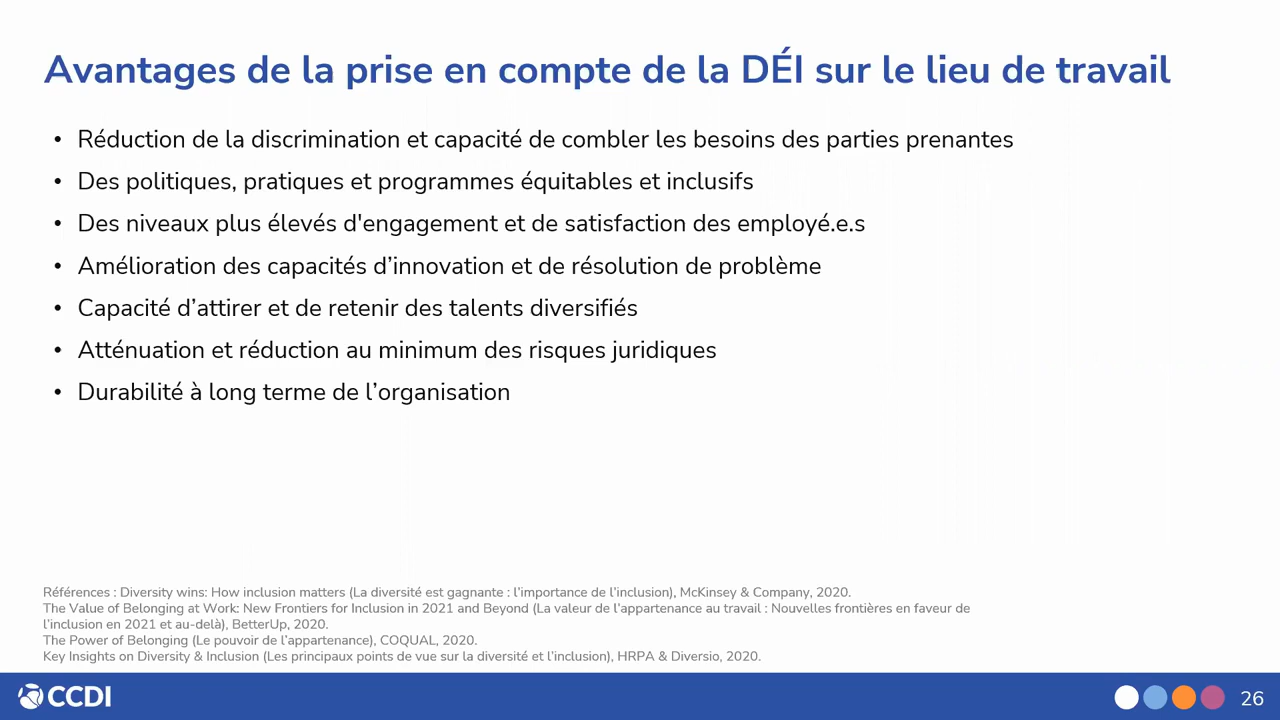 Avantages de la prise en compte de la DÉI sur le lieu de travail
• Réduction de la discrimination et capacité de combler les besoins des parties prenantes
• Des politiques, pratiques et programmes équitables et inclusifs
• Des niveaux plus élevés d'engagement et de satisfaction des employé.e.s
• Amélioration des capacités d’innovation et de résolution de problème
• Capacité d’attirer et de retenir des talents diversifiés
• Atténuation et réduction au minimum des risques juridiques
• Durabilité à long terme de l’organisation
Références : Diversity wins: How inclusion matters (La diversité est gagnante : l’importance de l’inclusion), McKinsey & Company, 2020.
The Value of Belonging at Work: New Frontiers for Inclusion in 2021 and Beyond (La valeur de l’appartenance au travail : Nouvelles frontières en faveur de
l’inclusion en 2021 et au-delà), BetterUp, 2020.
The Power of Belonging (Le pouvoir de l’appartenance), COQUAL, 2020.
Key Insights on Diversity & Inclusion (Les principaux points de vue sur la diversité et l’inclusion), HRPA & Diversio, 2020.
CCDI
26